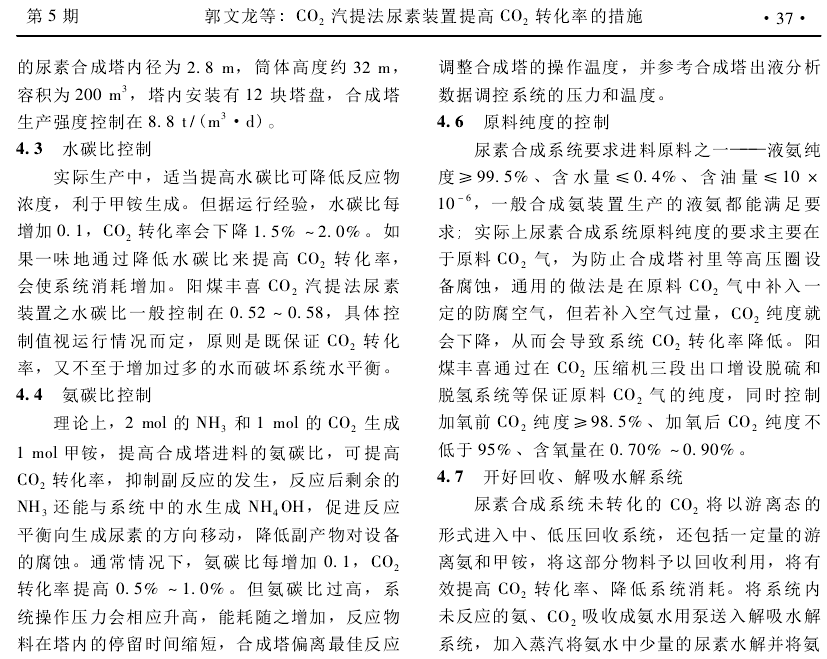 第 5 期
郭文龙等：CO₂ 汽提法尿素装置提高 CO₂ 转化率的措施
· 37 ·
的尿素合成塔内径为 2. 8 m，筒体高度约 32 m，
容积为 200 m³，塔内安装有 12 块塔盘，合成塔
生产强度控制在 8. 8 t/（m³ · d）。
4. 3 水碳比控制
实际生产中，适当提高水碳比可降低反应物
浓度，利于甲铵生成。但据运行经验，水碳比每
增加 0. 1，CO₂ 转化率会下降 1. 5% ~2. 0%。如
果一味地通过降低水碳比来提高 CO₂ 转化率，
会使系统消耗增加。阳煤丰喜 CO₂ 汽提法尿素
装置之水碳比一般控制在 0. 52 ~ 0. 58，具体控
制值视运行情况而定，原则是既保证 CO₂ 转化
率，又不至于增加过多的水而破坏系统水平衡。
4. 4 氨碳比控制
理论上，2 mol 的 NH₃ 和 1 mol 的 CO₂ 生成
1 mol 甲铵，提高合成塔进料的氨碳比，可提高
CO₂ 转化率，抑制副反应的发生，反应后剩余的
NH₃ 还能与系统中的水生成 NH₄OH，促进反应
平衡向生成尿素的方向移动，降低副产物对设备
的腐蚀。通常情况下，氨碳比每增加 0. 1，CO₂
转化率提高 0. 5% ~1. 0%。但氨碳比过高，系
统操作压力会相应升高，能耗随之增加，反应物
料在塔内的停留时间缩短，合成塔偏离最佳反应
调整合成塔的操作温度，并参考合成塔出液分析
数据调控系统的压力和温度。
4. 6 原料纯度的控制
尿素合成系统要求进料原料之一——液氨纯
度≥99. 5%、含水量≤0. 4%、含油量≤10 ×
10⁻⁶，一般合成氨装置生产的液氨都能满足要
求；实际上尿素合成系统原料纯度的要求主要在
于原料 CO₂ 气，为防止合成塔衬里等高压圈设
备腐蚀，通用的做法是在原料 CO₂ 气中补入一
定的防腐空气，但若补入空气过量，CO₂ 纯度就
会下降，从而会导致系统 CO₂ 转化率降低。阳
煤丰喜通过在 CO₂ 压缩机三段出口增设脱硫和
脱氢系统等保证原料 CO₂ 气的纯度，同时控制
加氧前 CO₂ 纯度≥98. 5%、加氧后 CO₂ 纯度不
低于 95%、含氧量在 0. 70% ~0. 90%。
4. 7 开好回收、解吸水解系统
尿素合成系统未转化的 CO₂ 将以游离态的
形式进入中、低压回收系统，还包括一定量的游
离氨和甲铵，将这部分物料予以回收利用，将有
效提高 CO₂ 转化率、降低系统消耗。将系统内
未反应的氨、CO₂ 吸收成氨水用泵送入解吸水解
系统，加入蒸汽将氨水中少量的尿素水解并将氨